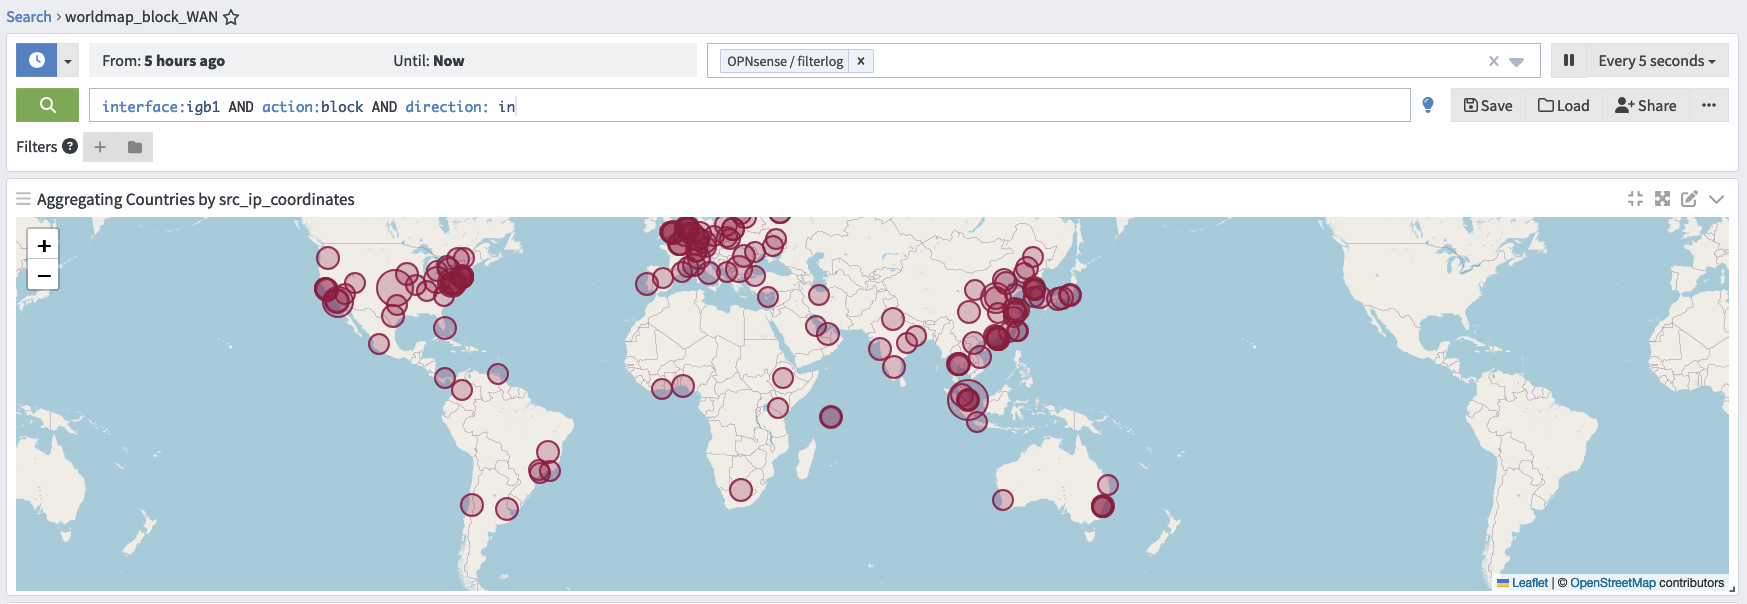 Search › worldmap_block_WAN
From: 5 hours ago
Until: Now
OPNsense / filterlog ×
Every 5 seconds
interface:igb1 AND action:block AND direction: in
Save
Load
Share
Filters
Aggregating Countries by src_ip_coordinates
+
−
Leaflet | © OpenStreetMap contributors